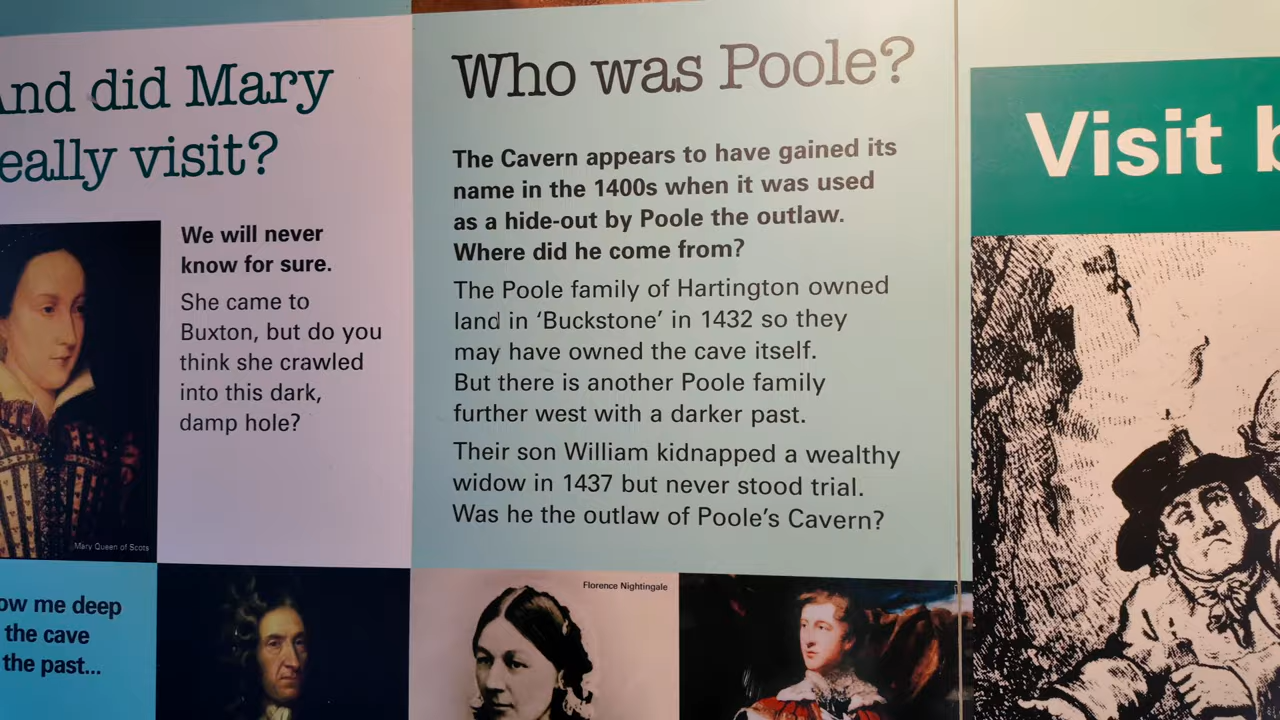 And did Mary
eally visit?
We will never
know for sure.
She came to
Buxton, but do you
think she crawled
into this dark,
damp hole?
Mary Queen of Scots
ow me deep
the cave
the past...
Who was Poole?
The Cavern appears to have gained its
name in the 1400s when it was used
as a hide-out by Poole the outlaw.
Where did he come from?
The Poole family of Hartington owned
land in ‘Buckstone’ in 1432 so they
may have owned the cave itself.
But there is another Poole family
further west with a darker past.
Their son William kidnapped a wealthy
widow in 1437 but never stood trial.
Was he the outlaw of Poole’s Cavern?
Florence Nightingale
Visit b